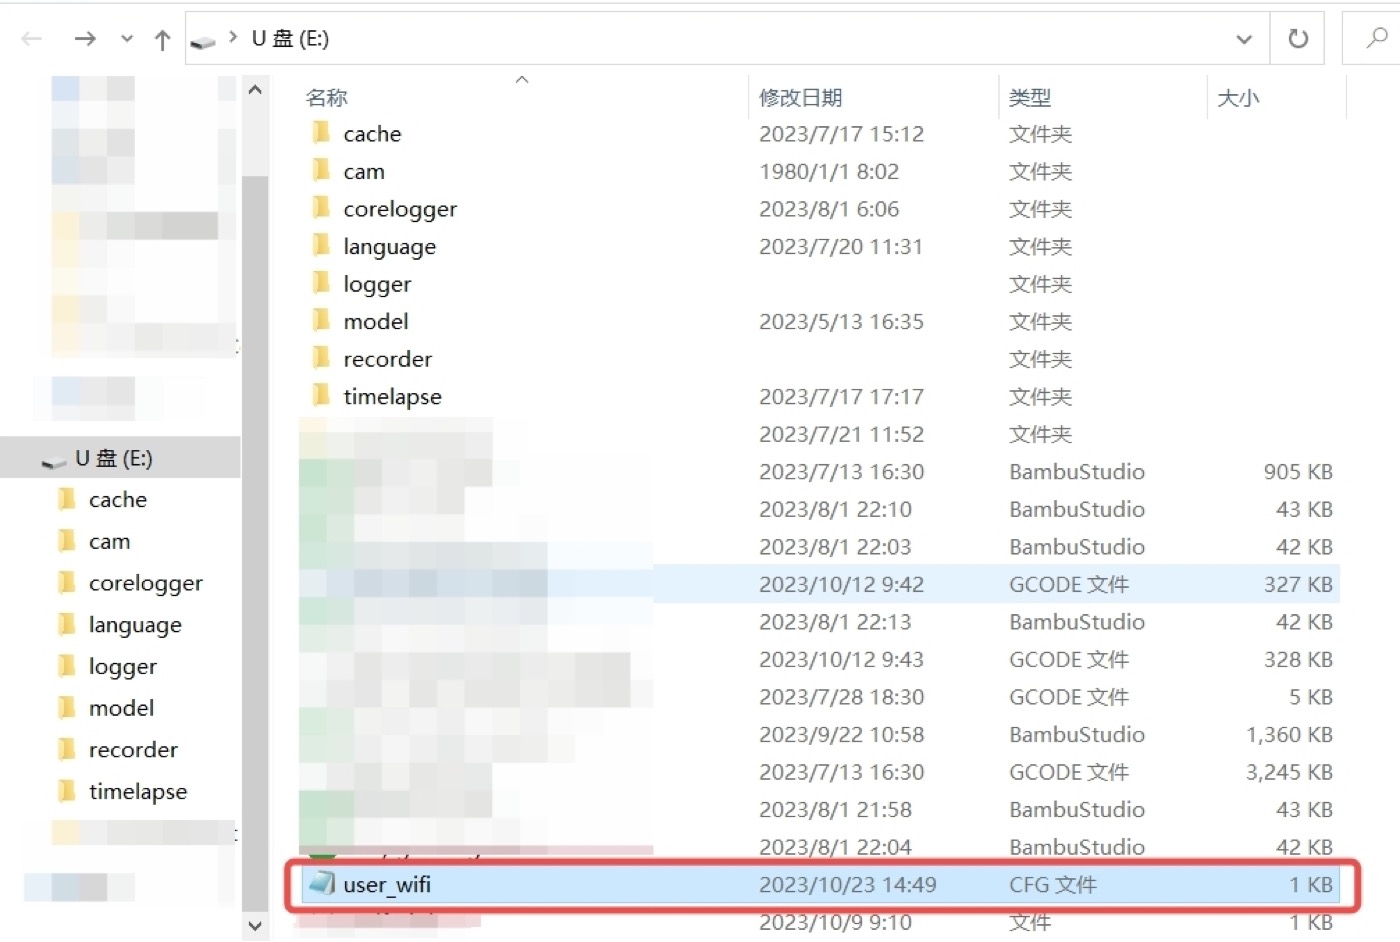 U 盘 (E:)
名称 修改日期 类型 大小
cache 2023/7/17 15:12 文件夹
cam 1980/1/1 8:02 文件夹
corelogger 2023/8/1 6:06 文件夹
language 2023/7/20 11:31 文件夹
logger 文件夹
model 2023/5/13 16:35 文件夹
recorder 文件夹
timelapse 2023/7/17 17:17 文件夹
2023/7/21 11:52 文件夹
2023/7/13 16:30 BambuStudio 905 KB
2023/8/1 22:10 BambuStudio 43 KB
2023/8/1 22:03 BambuStudio 42 KB
2023/10/12 9:42 GCODE 文件 327 KB
2023/8/1 22:13 BambuStudio 42 KB
2023/10/12 9:43 GCODE 文件 328 KB
2023/7/28 18:30 GCODE 文件 5 KB
2023/9/22 10:58 BambuStudio 1,360 KB
2023/7/13 16:30 GCODE 文件 3,245 KB
2023/8/1 21:58 BambuStudio 43 KB
2023/8/1 22:04 BambuStudio 42 KB
user_wifi 2023/10/23 14:49 CFG 文件 1 KB
2023/10/9 9:10 文件 1 KB
U 盘 (E:)
cache
cam
corelogger
language
logger
model
recorder
timelapse